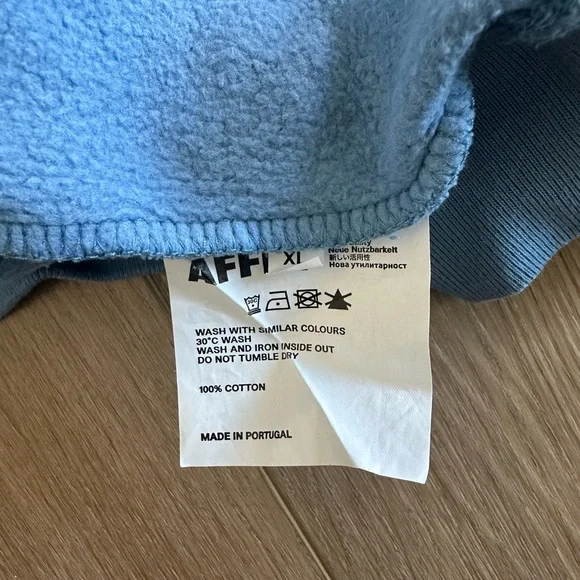 AFFI
XL
Neue Nutzbarkeit
新しい活用性
Нова утилитарност
WASH WITH SIMILAR COLOURS
30°C WASH
WASH AND IRON INSIDE OUT
DO NOT TUMBLE DRY
100% COTTON
MADE IN PORTUGAL